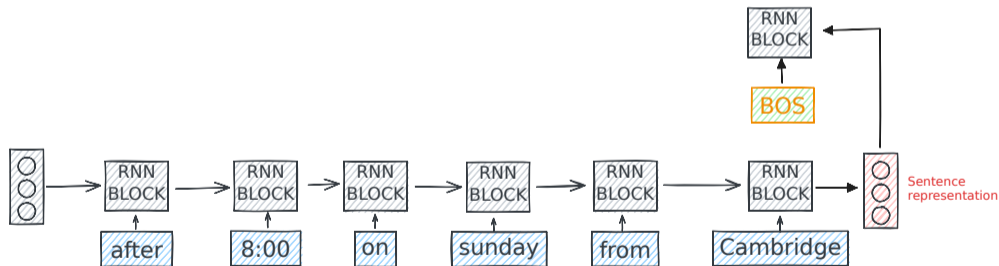 RNN
BLOCK
BOS
RNN
BLOCK
RNN
BLOCK
RNN
BLOCK
RNN
BLOCK
RNN
BLOCK
RNN
BLOCK
Sentence
representation
after
8:00
on
sunday
from
Cambridge